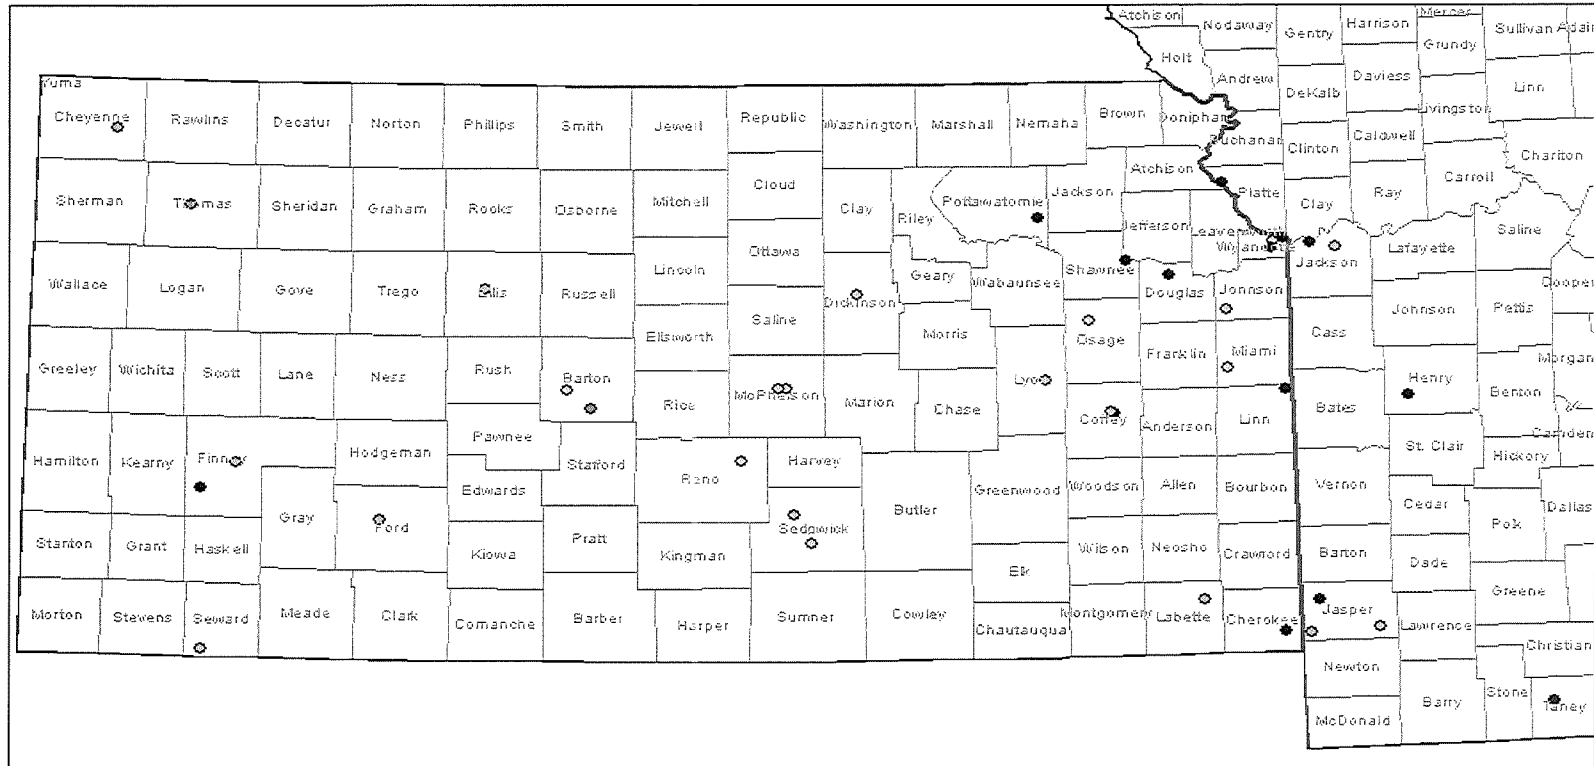 Atchison Nodaway Gentry Harrison Mercer Grundy Sullivan Adair
Holt Andrew DeKalb Daviess Livingston Linn
Yuma
Cheyenne Rawlins Decatur Norton Phillips Smith Jewell Republic Washington Marshall Nemaha Brown Doniphan Buchanan Clinton Caldwell Chariton
Sherman Thomas Sheridan Graham Rooks Osborne Mitchell Cloud Clay Riley Pottawatomie Jackson Atchison Jefferson Leavenworth Platte Clay Ray Carroll
Wallace Logan Gove Trego Ellis Russell Lincoln Ottawa Dickinson Geary Wabaunsee Shawnee Douglas Wyandotte Johnson Jackson Lafayette Saline
Ellsworth Saline Morris Osage Franklin Miami Cass Johnson Pettis Cooper Morgan
Greeley Wichita Scott Lane Ness Rush Barton Rice McPherson Marion Chase Lyon Coffey Anderson Linn Bates Henry Benton Camden
Hamilton Kearny Finney Hodgeman Pawnee Stafford Reno Harvey St. Clair Hickory
Edwards Greenwood Woodson Allen Bourbon Vernon Cedar Polk Dallas
Stanton Grant Haskell Gray Ford Kiowa Pratt Kingman Sedgwick Butler Elk Wilson Neosho Crawford Barton Dade Greene
Morton Stevens Seward Meade Clark Comanche Barber Harper Sumner Cowley Chautauqua Montgomery Labette Cherokee Jasper Lawrence Christian
Newton Barry Stone Taney
McDonald